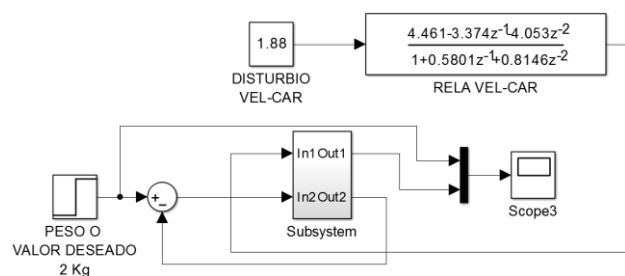 1.88
DISTURBIO
VEL-CAR
4.461-3.374z⁻¹-4.053z⁻²
1+0.5801z⁻¹+0.8146z⁻²
RELA VEL-CAR
In1 Out1
In2 Out2
Subsystem
+
−
Scope3
PESO O
VALOR DESEADO
2 Kg